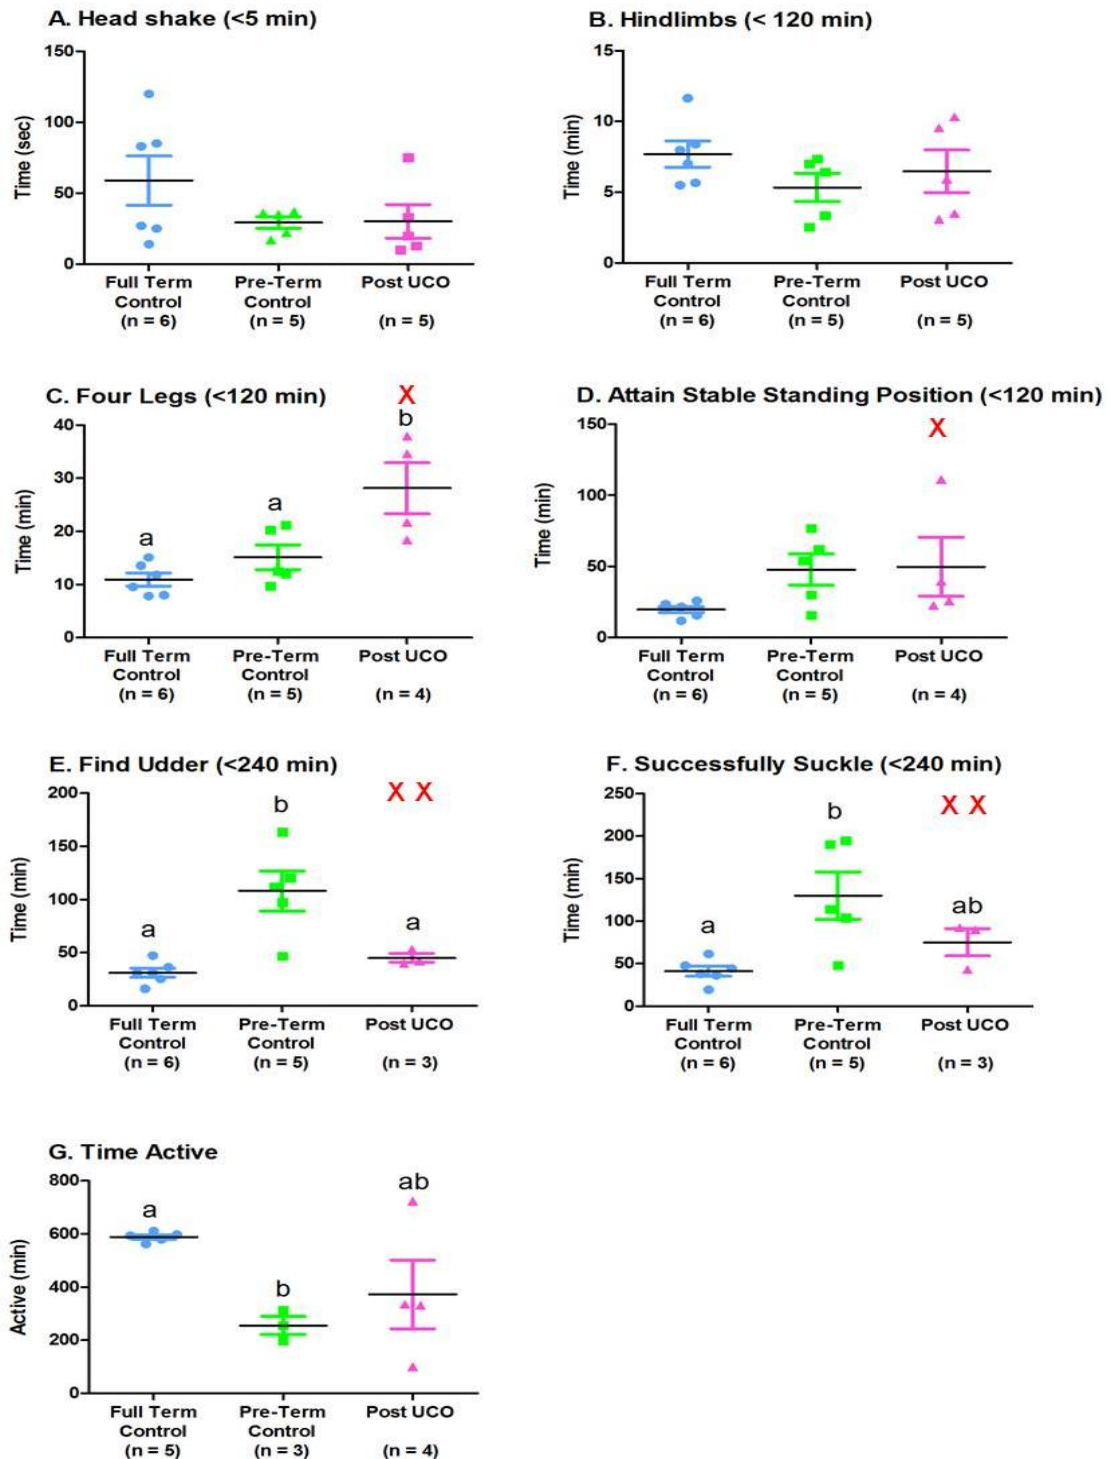 A. Head shake (<5 min)
Time (sec)
150
100
50
0
Full Term Control (n = 6)
Pre-Term Control (n = 5)
Post UCO (n = 5)
B. Hindlimbs (< 120 min)
Time (min)
15
10
5
0
Full Term Control (n = 6)
Pre-Term Control (n = 5)
Post UCO (n = 5)
C. Four Legs (<120 min)
Time (min)
40
30
20
10
0
a
a
X
b
Full Term Control (n = 6)
Pre-Term Control (n = 5)
Post UCO (n = 4)
D. Attain Stable Standing Position (<120 min)
Time (min)
150
100
50
0
X
Full Term Control (n = 6)
Pre-Term Control (n = 5)
Post UCO (n = 4)
E. Find Udder (<240 min)
Time (min)
200
150
100
50
0
a
b
X X
a
Full Term Control (n = 6)
Pre-Term Control (n = 5)
Post UCO (n = 3)
F. Successfully Suckle (<240 min)
Time (min)
250
200
150
100
50
0
a
b
X X
ab
Full Term Control (n = 6)
Pre-Term Control (n = 5)
Post UCO (n = 3)
G. Time Active
Active (min)
800
600
400
200
0
a
b
ab
Full Term Control (n = 5)
Pre-Term Control (n = 3)
Post UCO (n = 4)